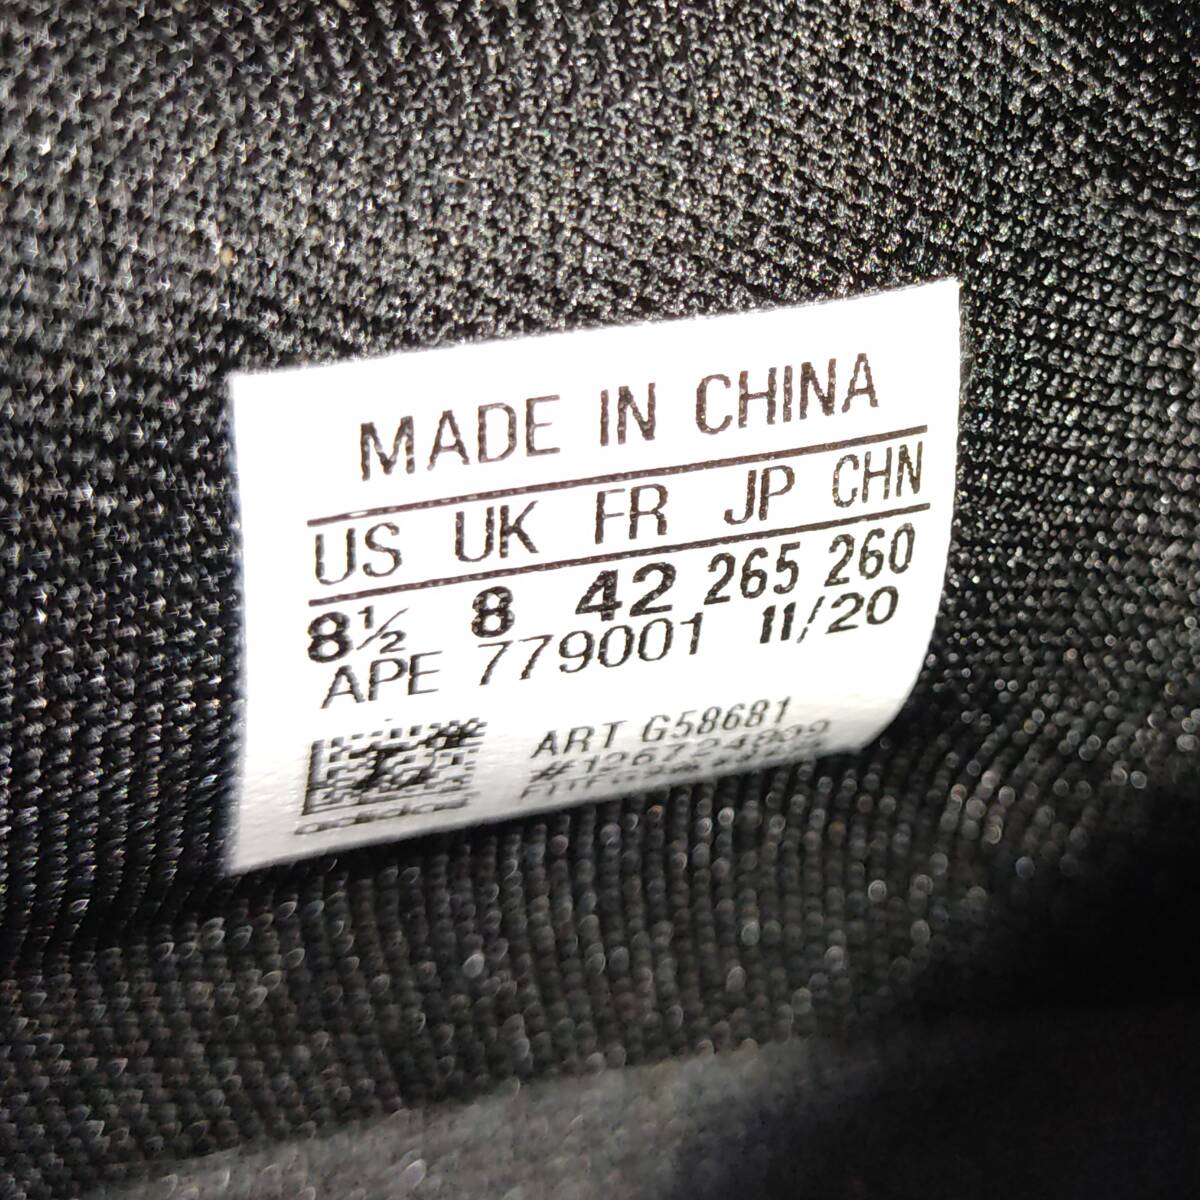 MADE IN CHINA
US UK FR JP CHN
8½ 8 42 265 260
APE 779001 11/20
ART G58681
adidas